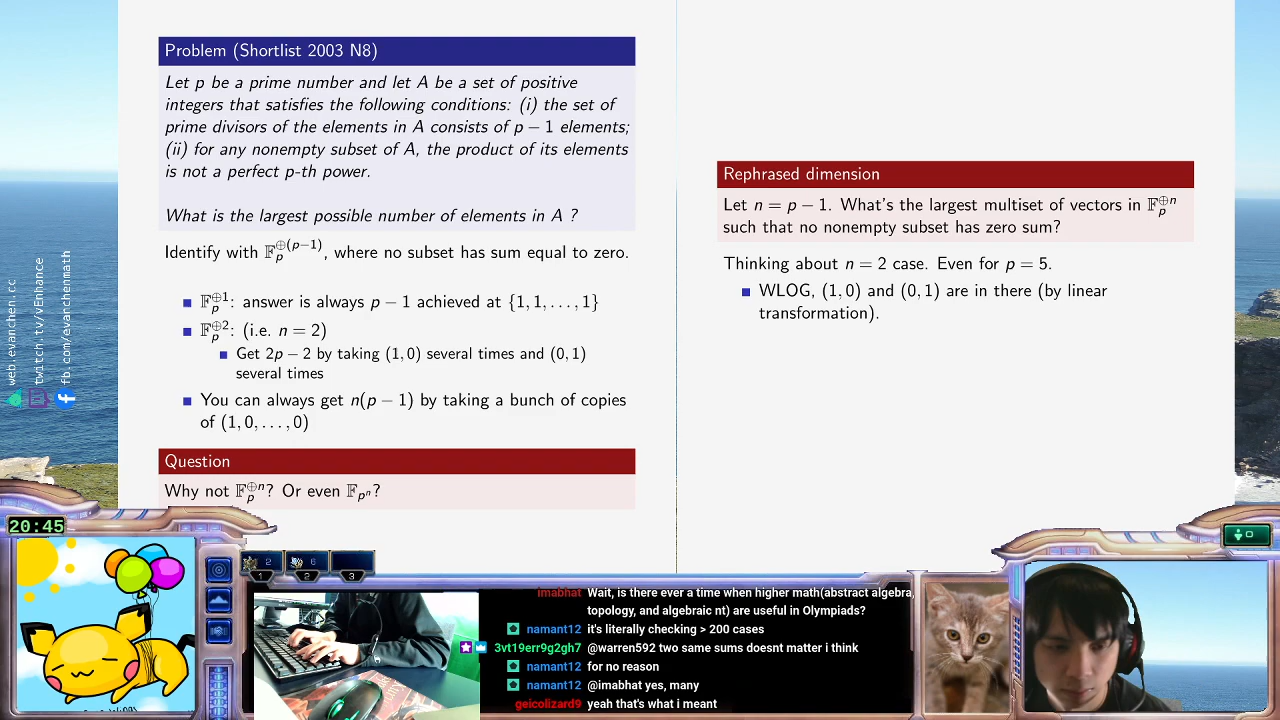 Problem (Shortlist 2003 N8)
Let p be a prime number and let A be a set of positive
integers that satisfies the following conditions: (i) the set of
prime divisors of the elements in A consists of p − 1 elements;
(ii) for any nonempty subset of A, the product of its elements
is not a perfect p-th power.
What is the largest possible number of elements in A ?
Identify with 𝔽_p^{⊕(p−1)}, where no subset has sum equal to zero.
𝔽_p^{⊕1}: answer is always p − 1 achieved at {1, 1, . . . , 1}
𝔽_p^{⊕2}: (i.e. n = 2)
Get 2p − 2 by taking (1, 0) several times and (0, 1)
several times
You can always get n(p − 1) by taking a bunch of copies
of (1, 0, . . . , 0)
Question
Why not 𝔽_p^{⊕n}? Or even 𝔽_{p^n}?
Rephrased dimension
Let n = p − 1. What's the largest multiset of vectors in 𝔽_p^{⊕n}
such that no nonempty subset has zero sum?
Thinking about n = 2 case. Even for p = 5.
WLOG, (1, 0) and (0, 1) are in there (by linear
transformation).
web.evanchen.cc
twitch.tv/vEnhance
fb.com/evanchenmath
20:45
2
6
1
2
3
0
imabhat Wait, is there ever a time when higher math(abstract algebra,
topology, and algebraic nt) are useful in Olympiads?
namant12 it's literally checking > 200 cases
3vt19err9g2gh7 @warren592 two same sums doesnt matter i think
namant12 for no reason
namant12 @imabhat yes, many
geicolizard9 yeah that's what i meant